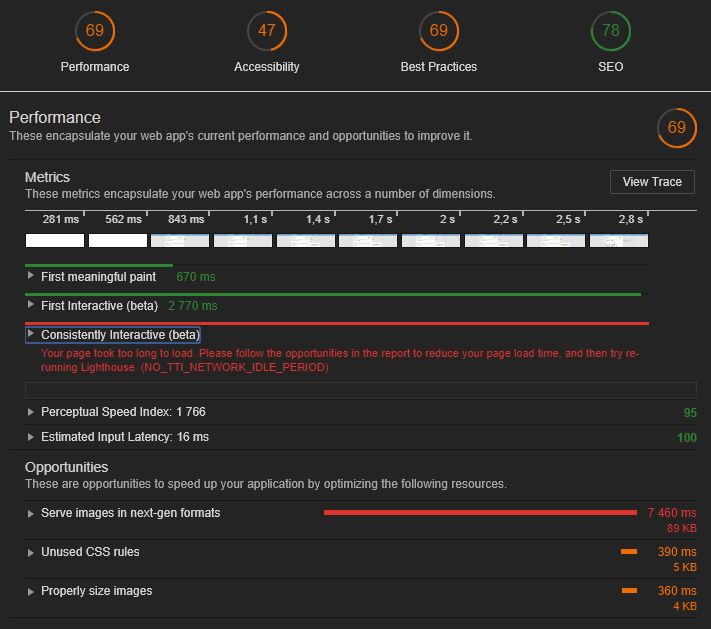 69 47 69 78
Performance Accessibility Best Practices SEO
Performance
These encapsulate your web app's current performance and opportunities to improve it.
69
Metrics
These metrics encapsulate your web app's performance across a number of dimensions.
View Trace
281 ms 562 ms 843 ms 1,1 s 1,4 s 1,7 s 2 s 2,2 s 2,5 s 2,8 s
First meaningful paint 670 ms
First Interactive (beta) 2 770 ms
Consistently Interactive (beta)
Your page took too long to load. Please follow the opportunities in the report to reduce your page load time, and then try re-
running Lighthouse. (NO_TTI_NETWORK_IDLE_PERIOD)
Perceptual Speed Index: 1 766 95
Estimated Input Latency: 16 ms 100
Opportunities
These are opportunities to speed up your application by optimizing the following resources.
Serve images in next-gen formats 7 460 ms
89 KB
Unused CSS rules 390 ms
5 KB
Properly size images 360 ms
4 KB